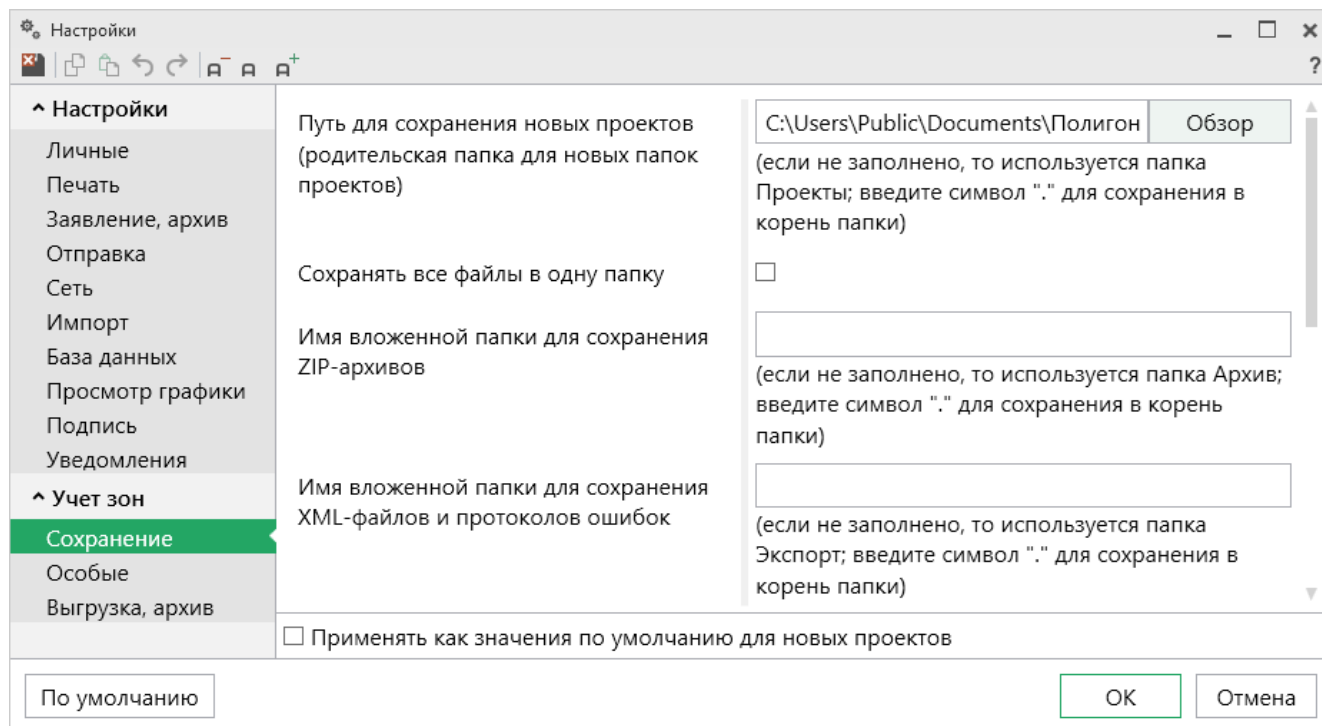 Настройки
?
Настройки
Личные
Печать
Заявление, архив
Отправка
Сеть
Импорт
База данных
Просмотр графики
Подпись
Уведомления
Учет зон
Сохранение
Особые
Выгрузка, архив
Путь для сохранения новых проектов
(родительская папка для новых папок
проектов)
C:\Users\Public\Documents\Полигон
Обзор
(если не заполнено, то используется папка
Проекты; введите символ "." для сохранения в
корень папки)
Сохранять все файлы в одну папку
Имя вложенной папки для сохранения
ZIP-архивов
(если не заполнено, то используется папка Архив;
введите символ "." для сохранения в корень
папки)
Имя вложенной папки для сохранения
XML-файлов и протоколов ошибок
(если не заполнено, то используется папка
Экспорт; введите символ "." для сохранения в
корень папки)
Применять как значения по умолчанию для новых проектов
По умолчанию
ОК
Отмена